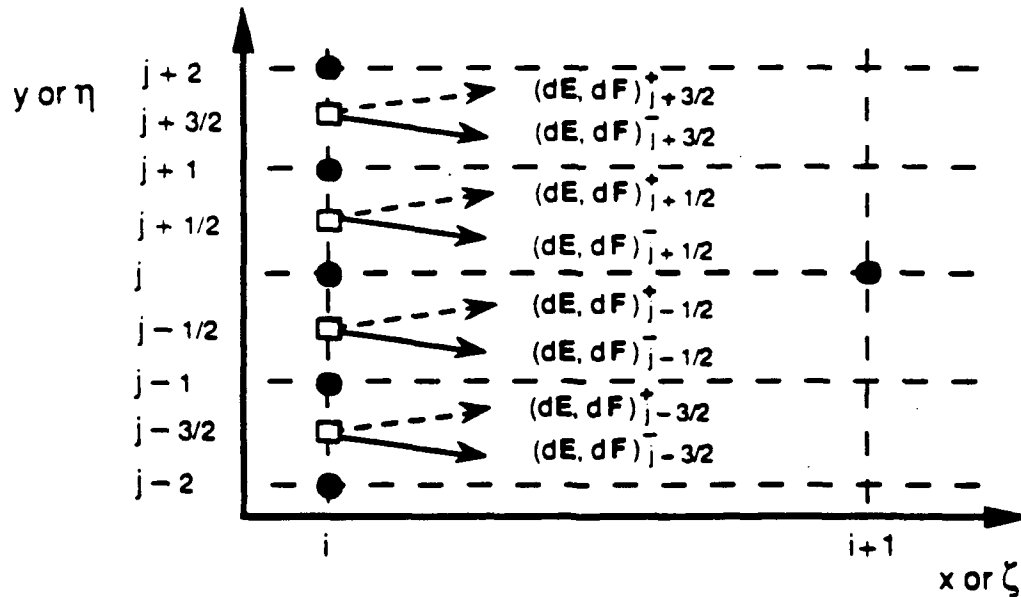 y or η
j + 2
j + 3/2
j + 1
j + 1/2
j
j – 1/2
j – 1
j – 3/2
j – 2
(dE, dF)⁺j + 3/2
(dE, dF)⁻j + 3/2
(dE, dF)⁺j + 1/2
(dE, dF)⁻j + 1/2
(dE, dF)⁺j – 1/2
(dE, dF)⁻j – 1/2
(dE, dF)⁺j – 3/2
(dE, dF)⁻j – 3/2
i
i + 1
x or ζ